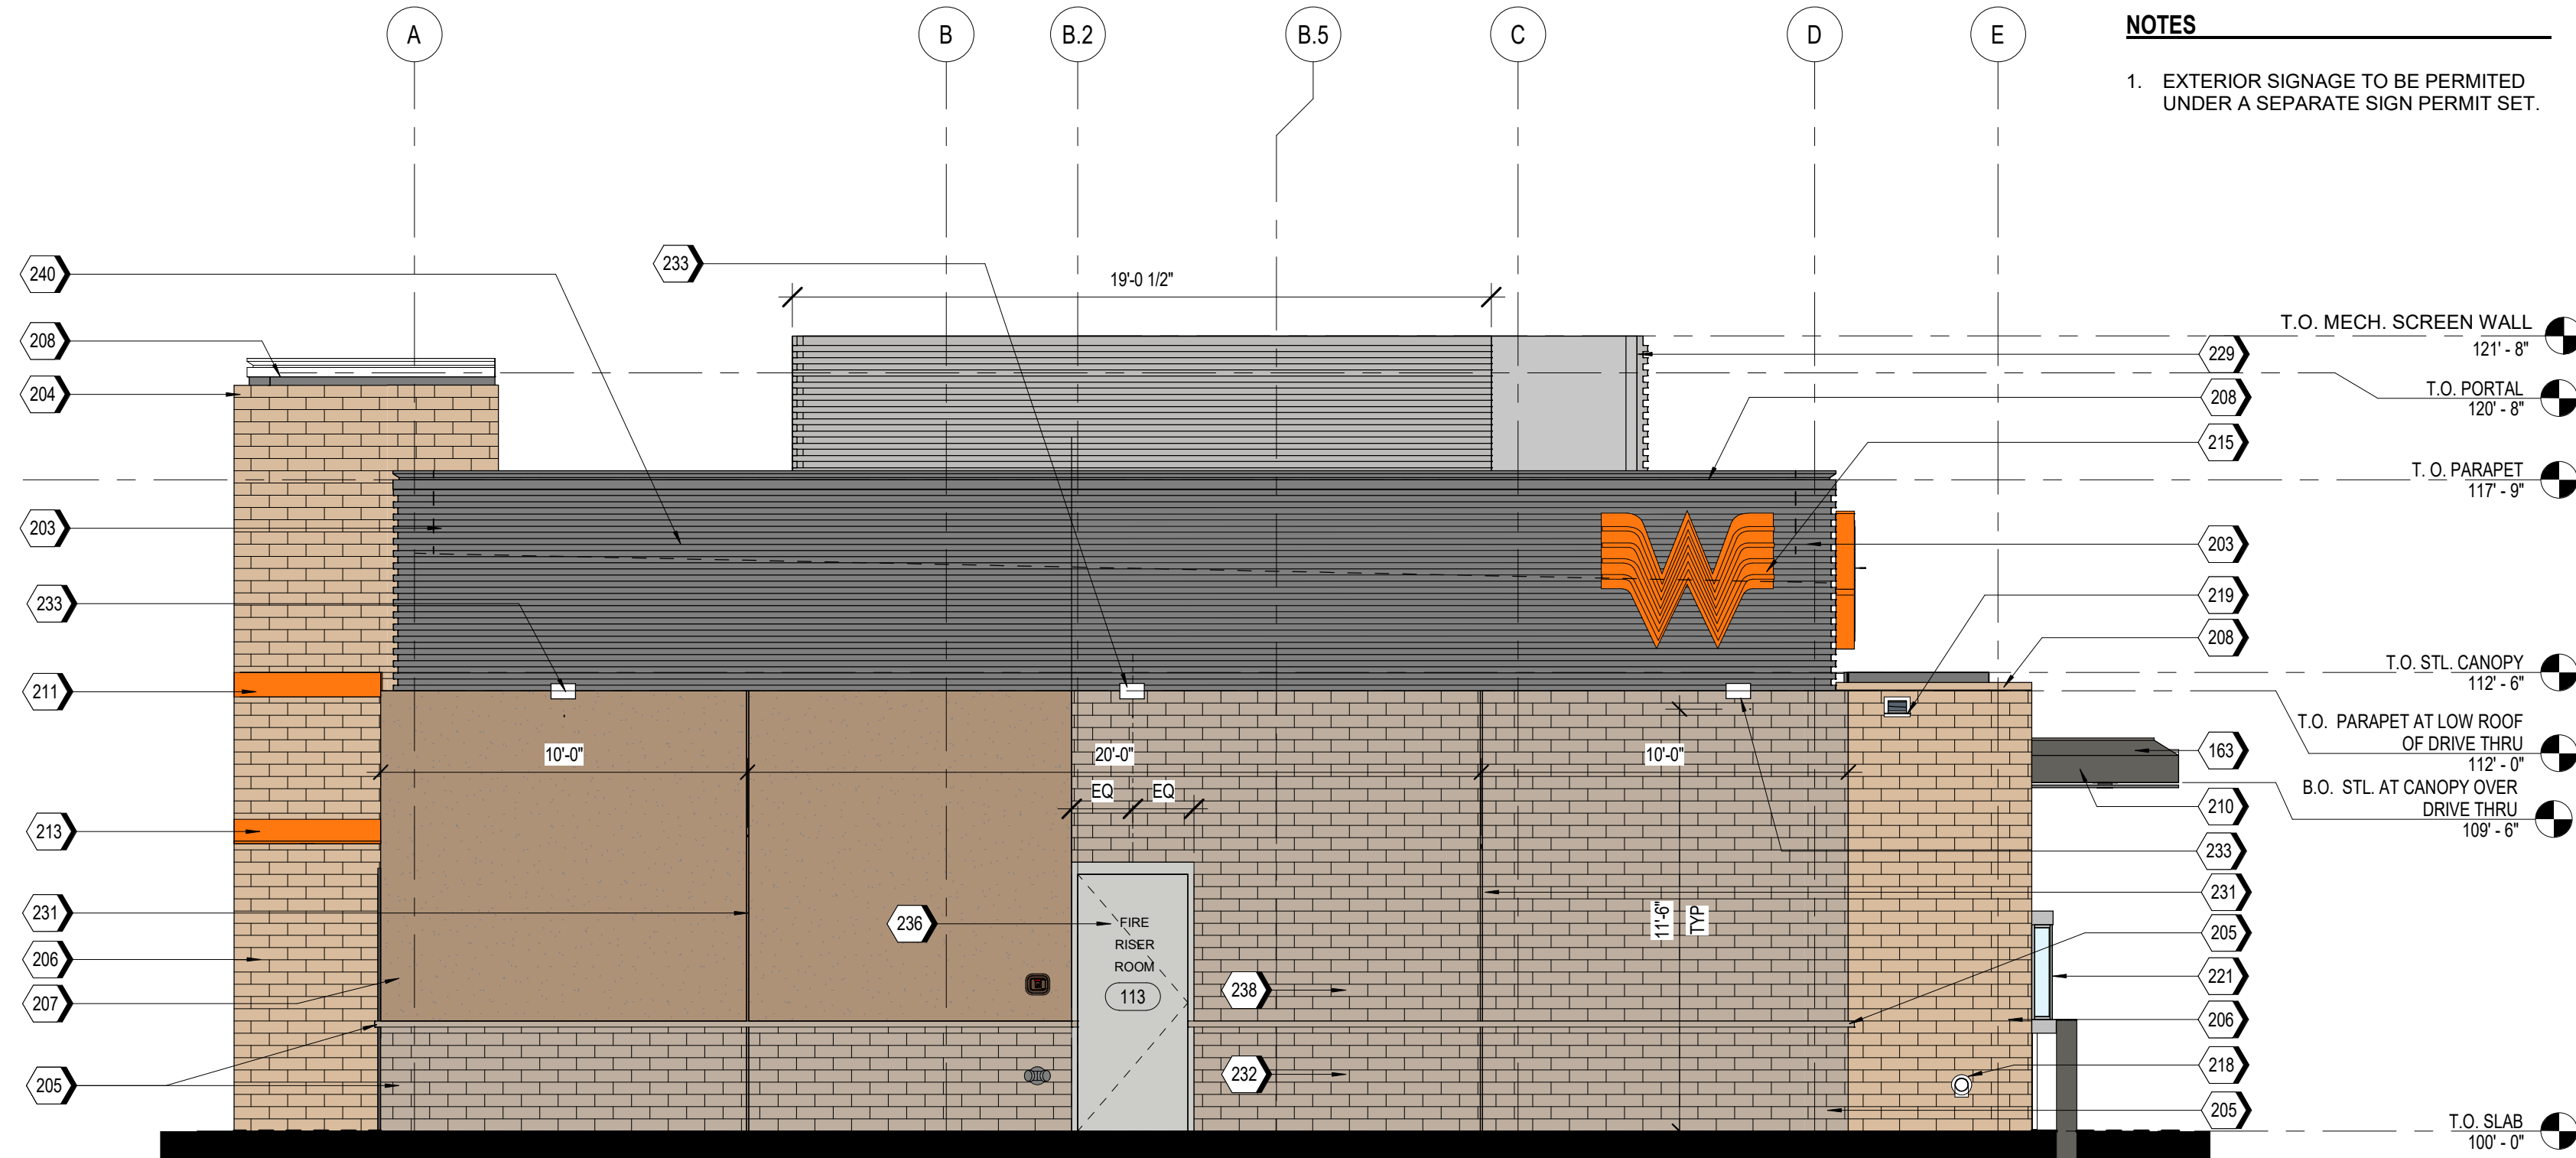 A
B
B.2
B.5
C
D
E
NOTES
1. EXTERIOR SIGNAGE TO BE PERMITED
UNDER A SEPARATE SIGN PERMIT SET.
240
233
19'-0 1/2"
T.O. MECH. SCREEN WALL
121' - 8"
229
208
204
T.O. PORTAL
120' - 8"
208
215
T. O. PARAPET
117' - 9"
203
203
233
219
208
211
T.O. STL. CANOPY
112' - 6"
T.O. PARAPET AT LOW ROOF
OF DRIVE THRU
112' - 0"
163
10'-0"
20'-0"
10'-0"
EQ
EQ
B.O. STL. AT CANOPY OVER
DRIVE THRU
109' - 6"
210
213
233
231
231
236
FIRE
RISER
ROOM
113
11'-6"
TYP
205
206
207
238
221
206
232
218
205
205
T.O. SLAB
100' - 0"